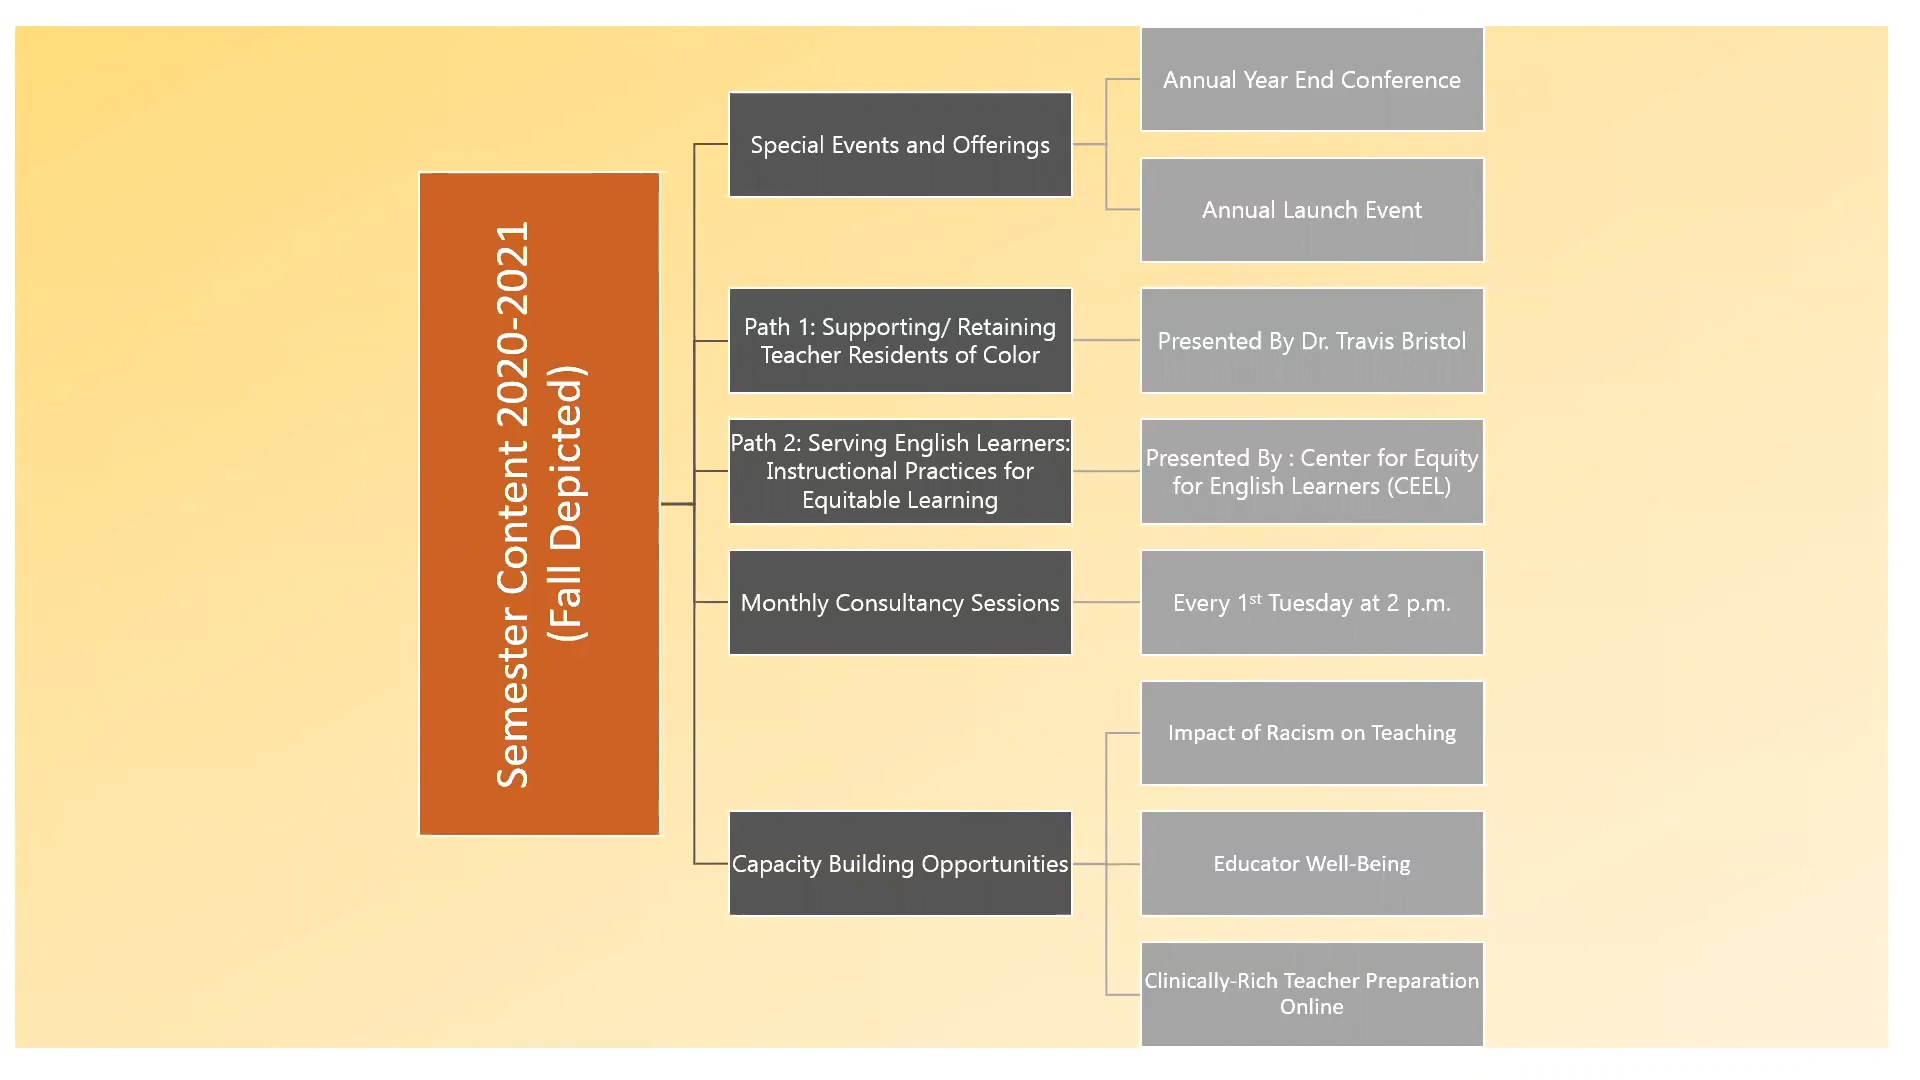 Semester Content 2020-2021
(Fall Depicted)
Special Events and Offerings
Annual Year End Conference
Annual Launch Event
Path 1: Supporting/ Retaining
Teacher Residents of Color
Presented By Dr. Travis Bristol
Path 2: Serving English Learners:
Instructional Practices for
Equitable Learning
Presented By : Center for Equity
for English Learners (CEEL)
Monthly Consultancy Sessions
Every 1st Tuesday at 2 p.m.
Capacity Building Opportunities
Impact of Racism on Teaching
Educator Well-Being
Clinically-Rich Teacher Preparation
Online